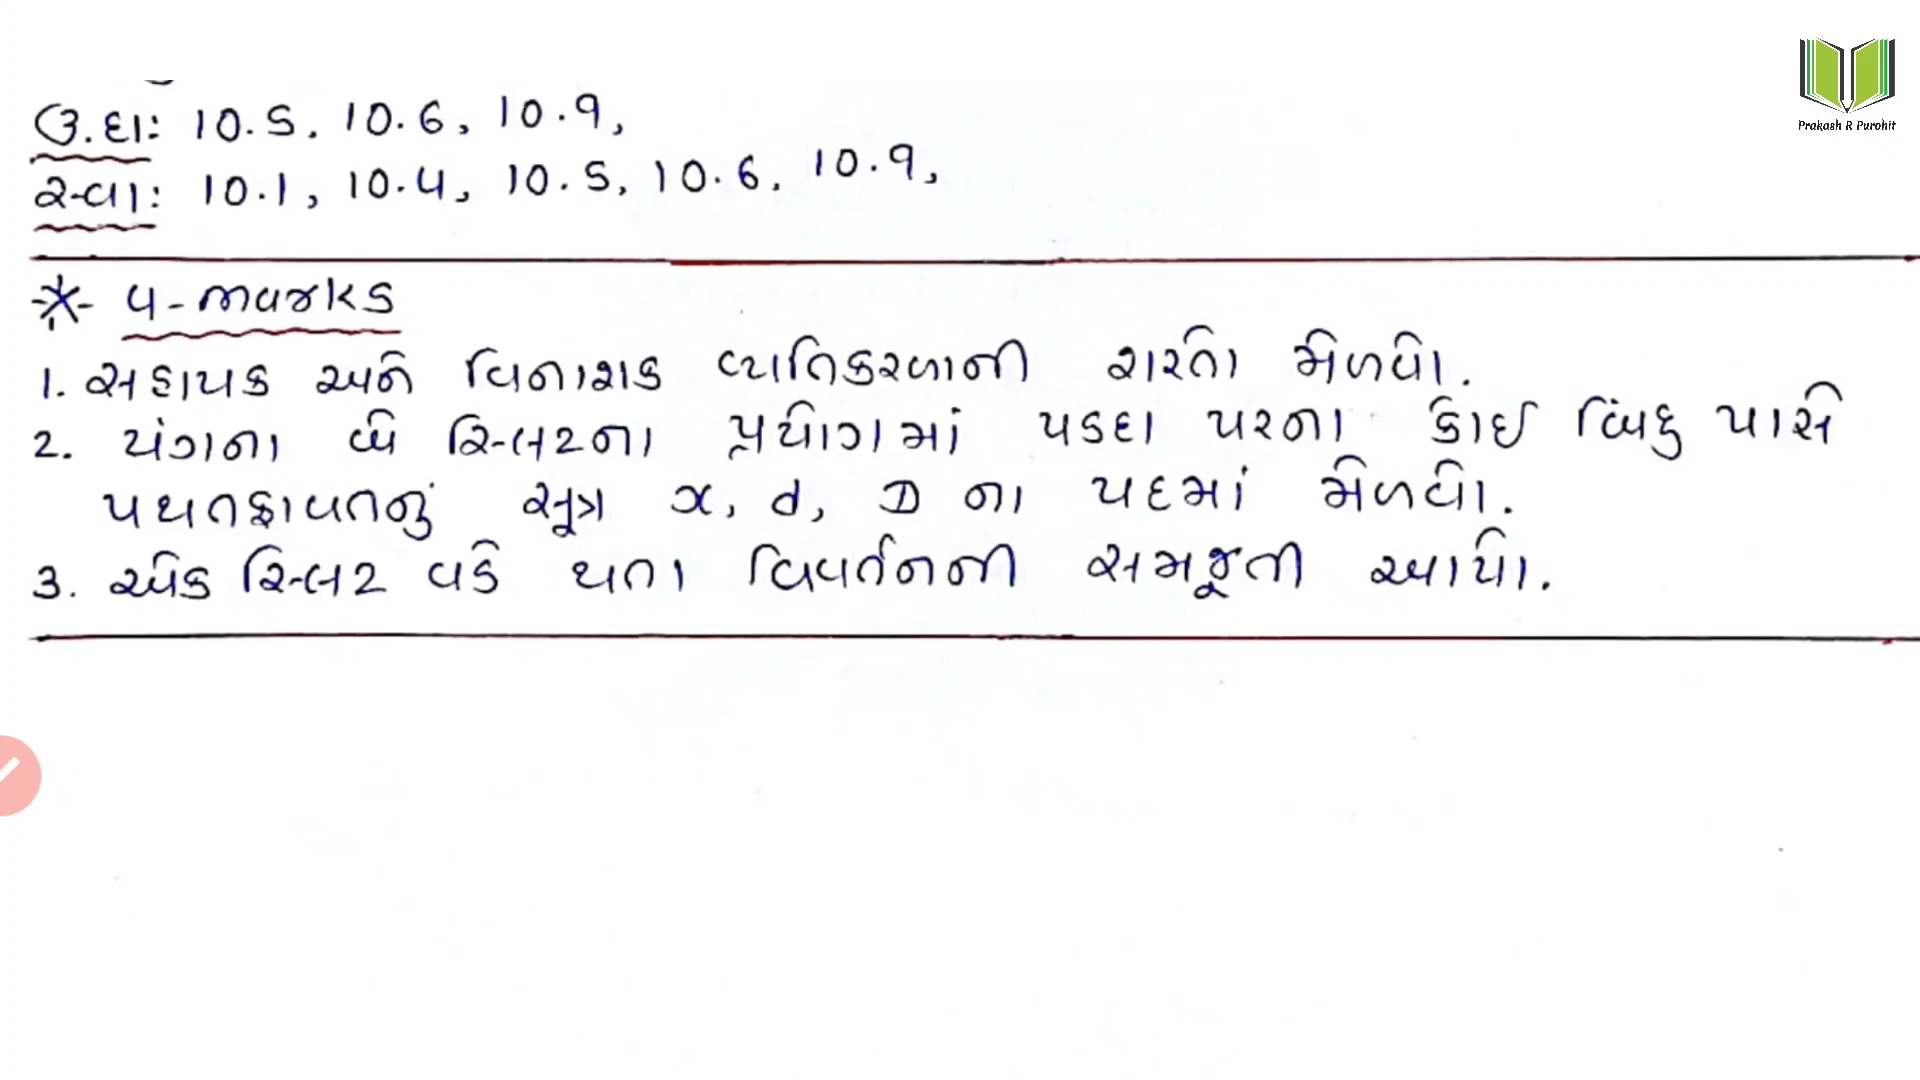 Prakash R Purohit
ઉ.દા: 10.5, 10.6, 10.9,
સ્વા: 10.1, 10.4, 10.5, 10.6, 10.9,
* 4-marks
1. સહાયક અને વિનાશક વ્યતિકરણની શરતો મેળવો.
2. યંગના બે સ્લિટના પ્રયોગમાં પડદા પરના કોઈ બિંદુ પાસે
પથતફાવતનું સૂત્ર x, d, D ના પદમાં મેળવો.
3. એક સ્લિટ વડે થતા વિવર્તનની સમજૂતી આપો.